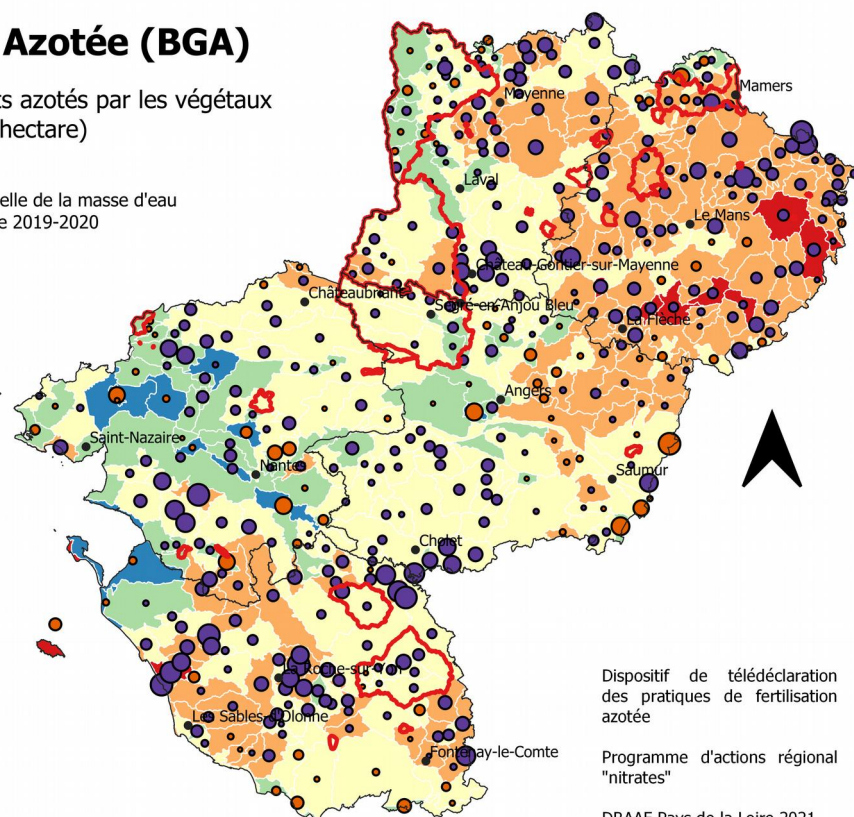 Azotée (BGA)
ts azotés par les végétaux
hectare)
elle de la masse d'eau
e 2019-2020
Mayenne
Mamers
Laval
Le Mans
Château-Gontier-sur-Mayenne
Châteaubriant
Segré-en-Anjou Bleu
La Flèche
Angers
Saint-Nazaire
Nantes
Saumur
Cholet
La Roche-sur-Yon
Les Sables-d'Olonne
Fontenay-le-Comte
Dispositif de télédéclaration
des pratiques de fertilisation
azotée
Programme d'actions régional
"nitrates"
DRAAF Pays de la Loire 2021